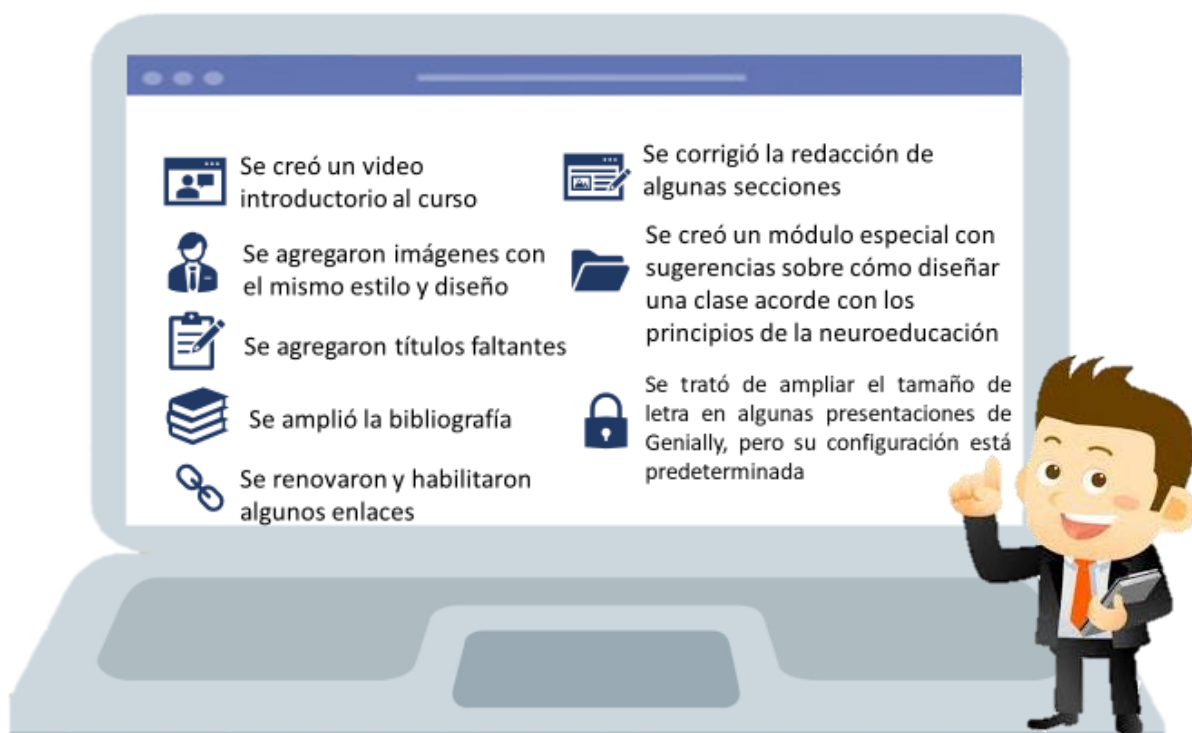 Se creó un video
introductorio al curso
Se agregaron imágenes con
el mismo estilo y diseño
Se agregaron títulos faltantes
Se amplió la bibliografía
Se renovaron y habilitaron
algunos enlaces
Se corrigió la redacción de
algunas secciones
Se creó un módulo especial con
sugerencias sobre cómo diseñar
una clase acorde con los
principios de la neuroeducación
Se trató de ampliar el tamaño de
letra en algunas presentaciones de
Genially, pero su configuración está
predeterminada